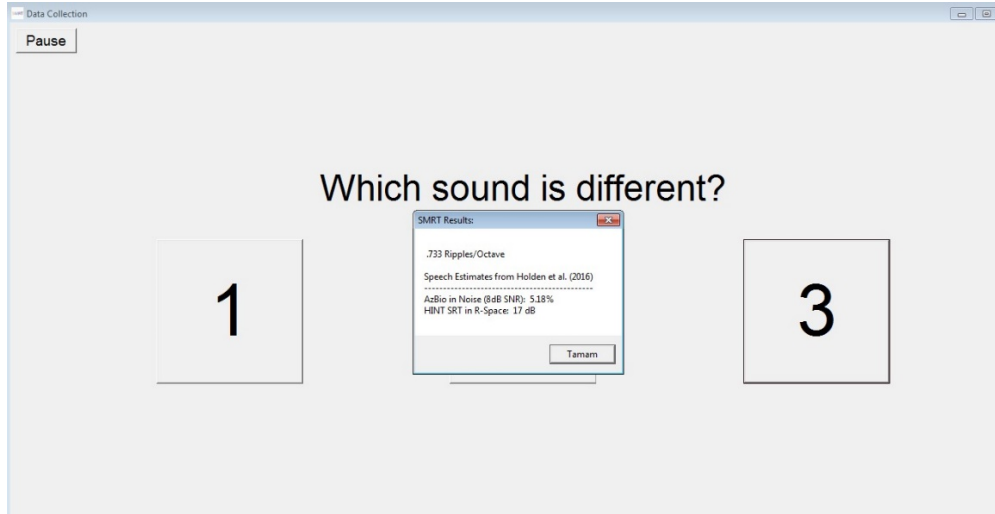 SMRT Data Collection
Pause
Which sound is different?
SMRT Results:
.733 Ripples/Octave
Speech Estimates from Holden et al. (2016)
--------------------------------------------
AzBio in Noise (8dB SNR): 5.18%
HINT SRT in R-Space: 17 dB
Tamam
1
3